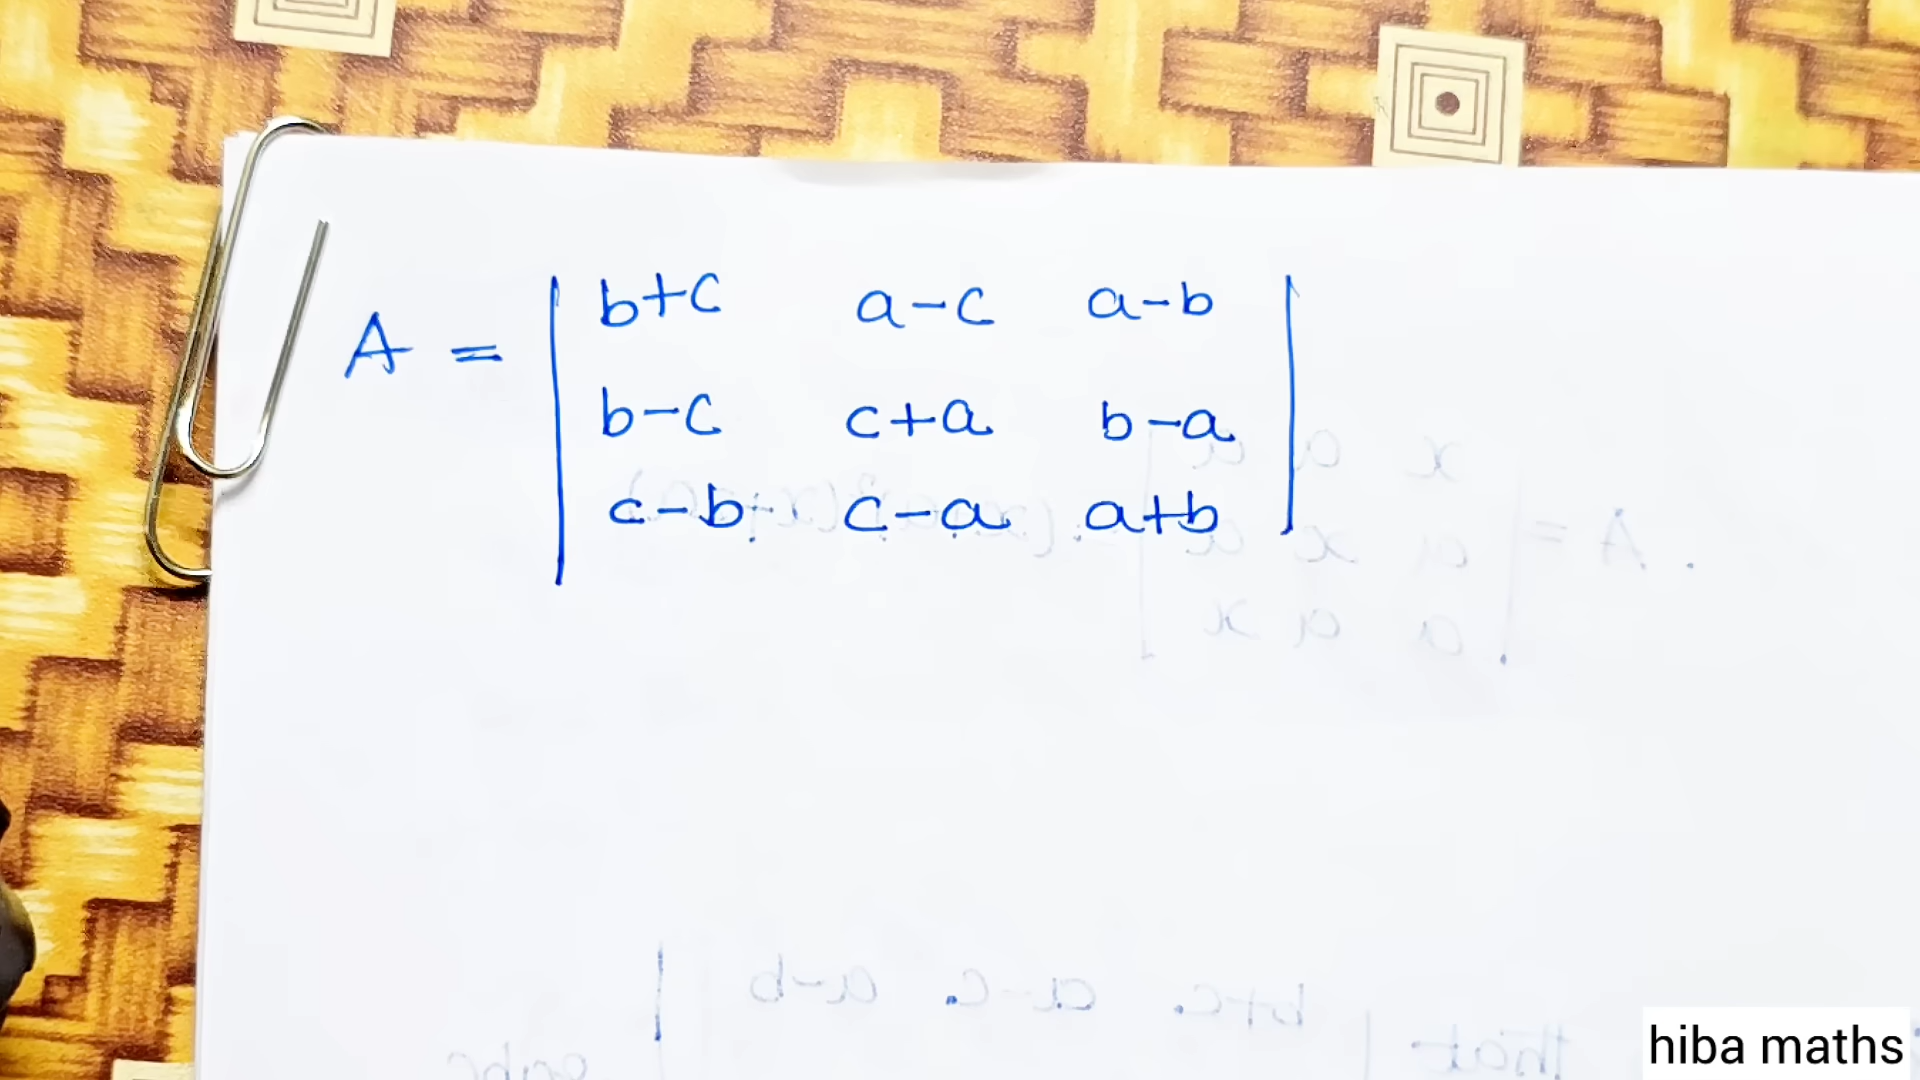 A = | b+c a-c a-b |
b-c c+a b-a
c-b c-a a+b
hiba maths